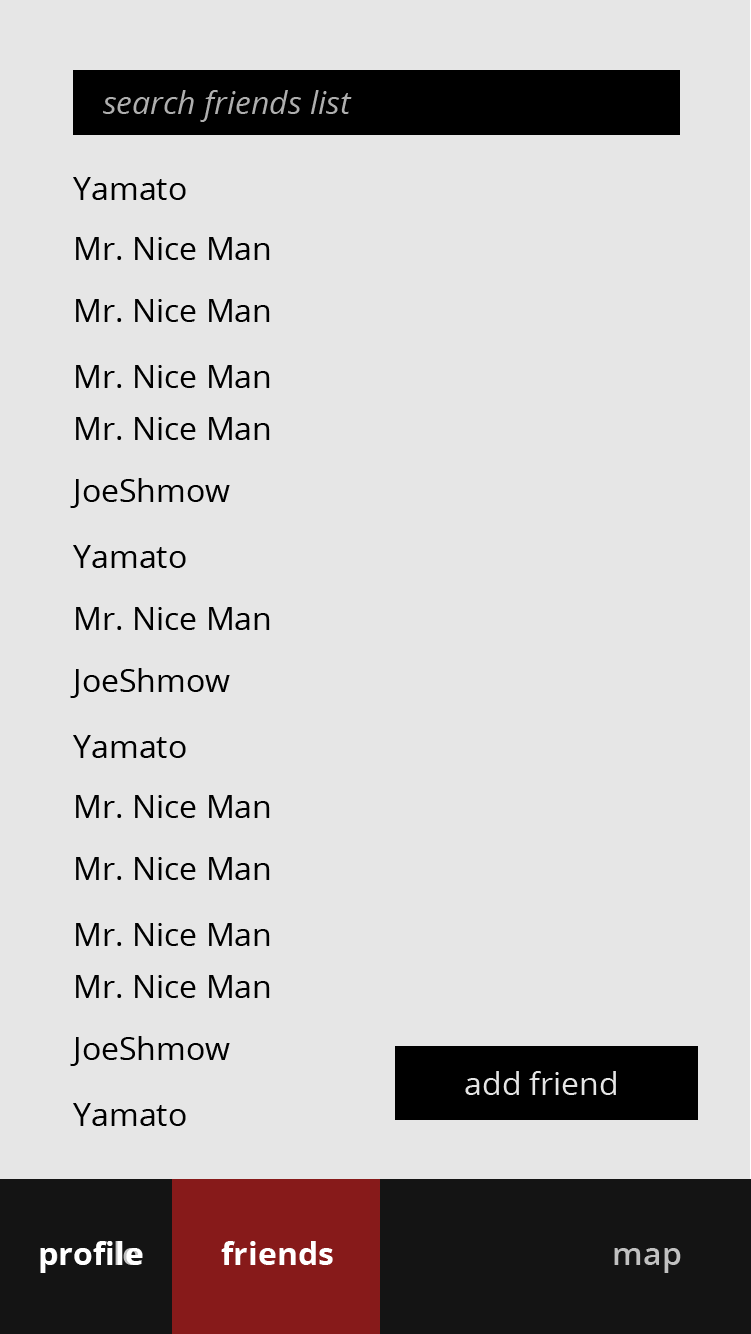 search friends list
Yamato
Mr. Nice Man
Mr. Nice Man
Mr. Nice Man
Mr. Nice Man
JoeShmow
Yamato
Mr. Nice Man
JoeShmow
Yamato
Mr. Nice Man
Mr. Nice Man
Mr. Nice Man
Mr. Nice Man
JoeShmow
add friend
Yamato
profile friends map